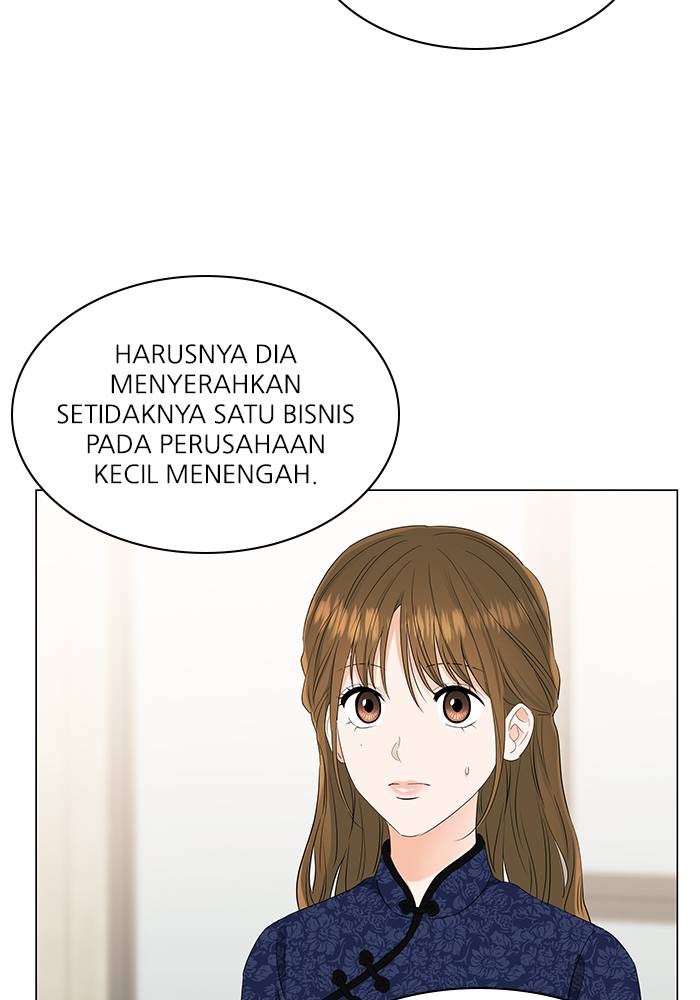 HARUSNYA DIA
MENYERAHKAN
SETIDAKNYA SATU BISNIS
PADA PERUSAHAAN
KECIL MENENGAH.